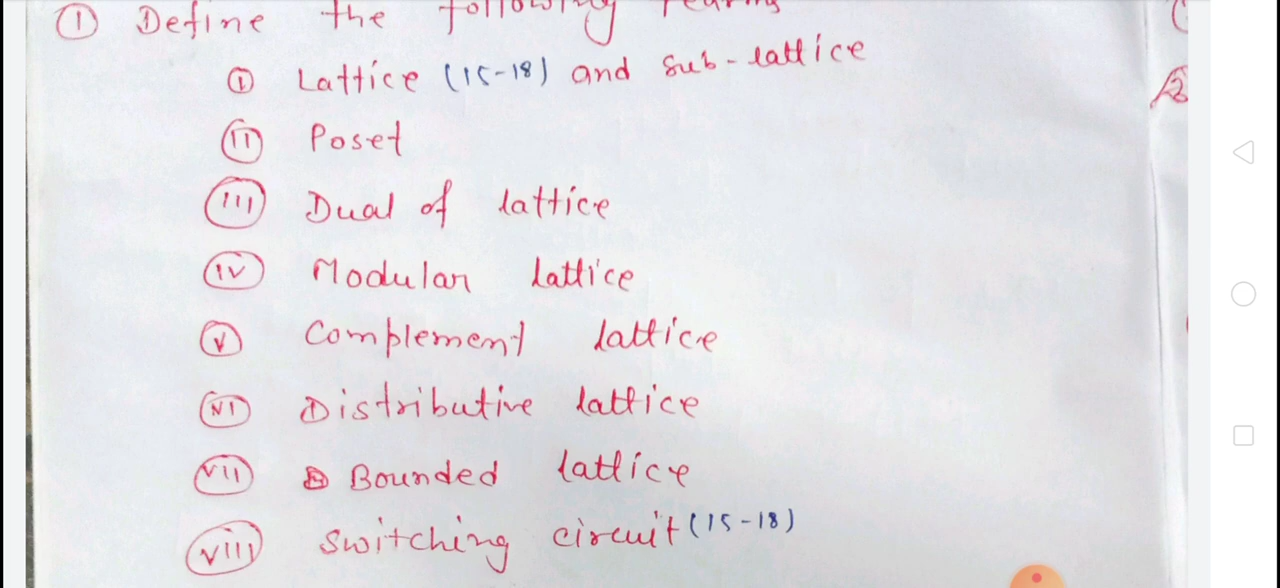 ① Define the following
① Lattice (15-18) and sub-lattice
(ii) Poset
(iii) Dual of lattice
(iv) Modular lattice
(v) Complement lattice
(vi) Distributive lattice
(vii) Bounded lattice
(viii) switching circuit (15-18)